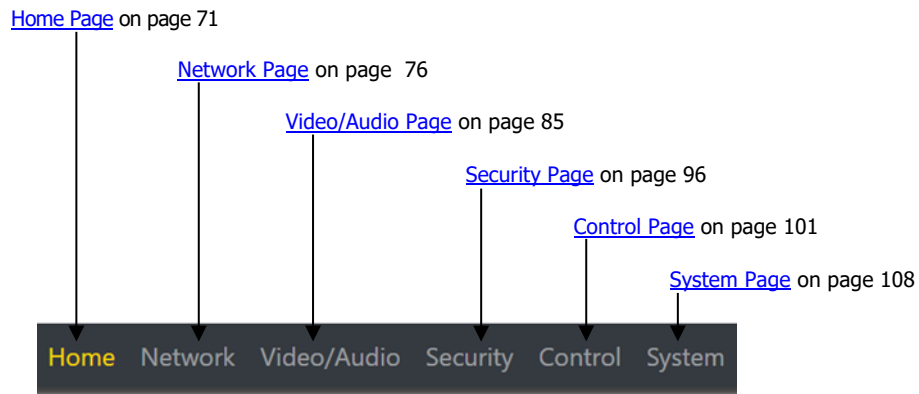 Home Page on page 71
Network Page on page  76
Video/Audio Page on page 85
Security Page on page 96
Control Page on page 101
System Page on page 108
Home Network Video/Audio Security Control System